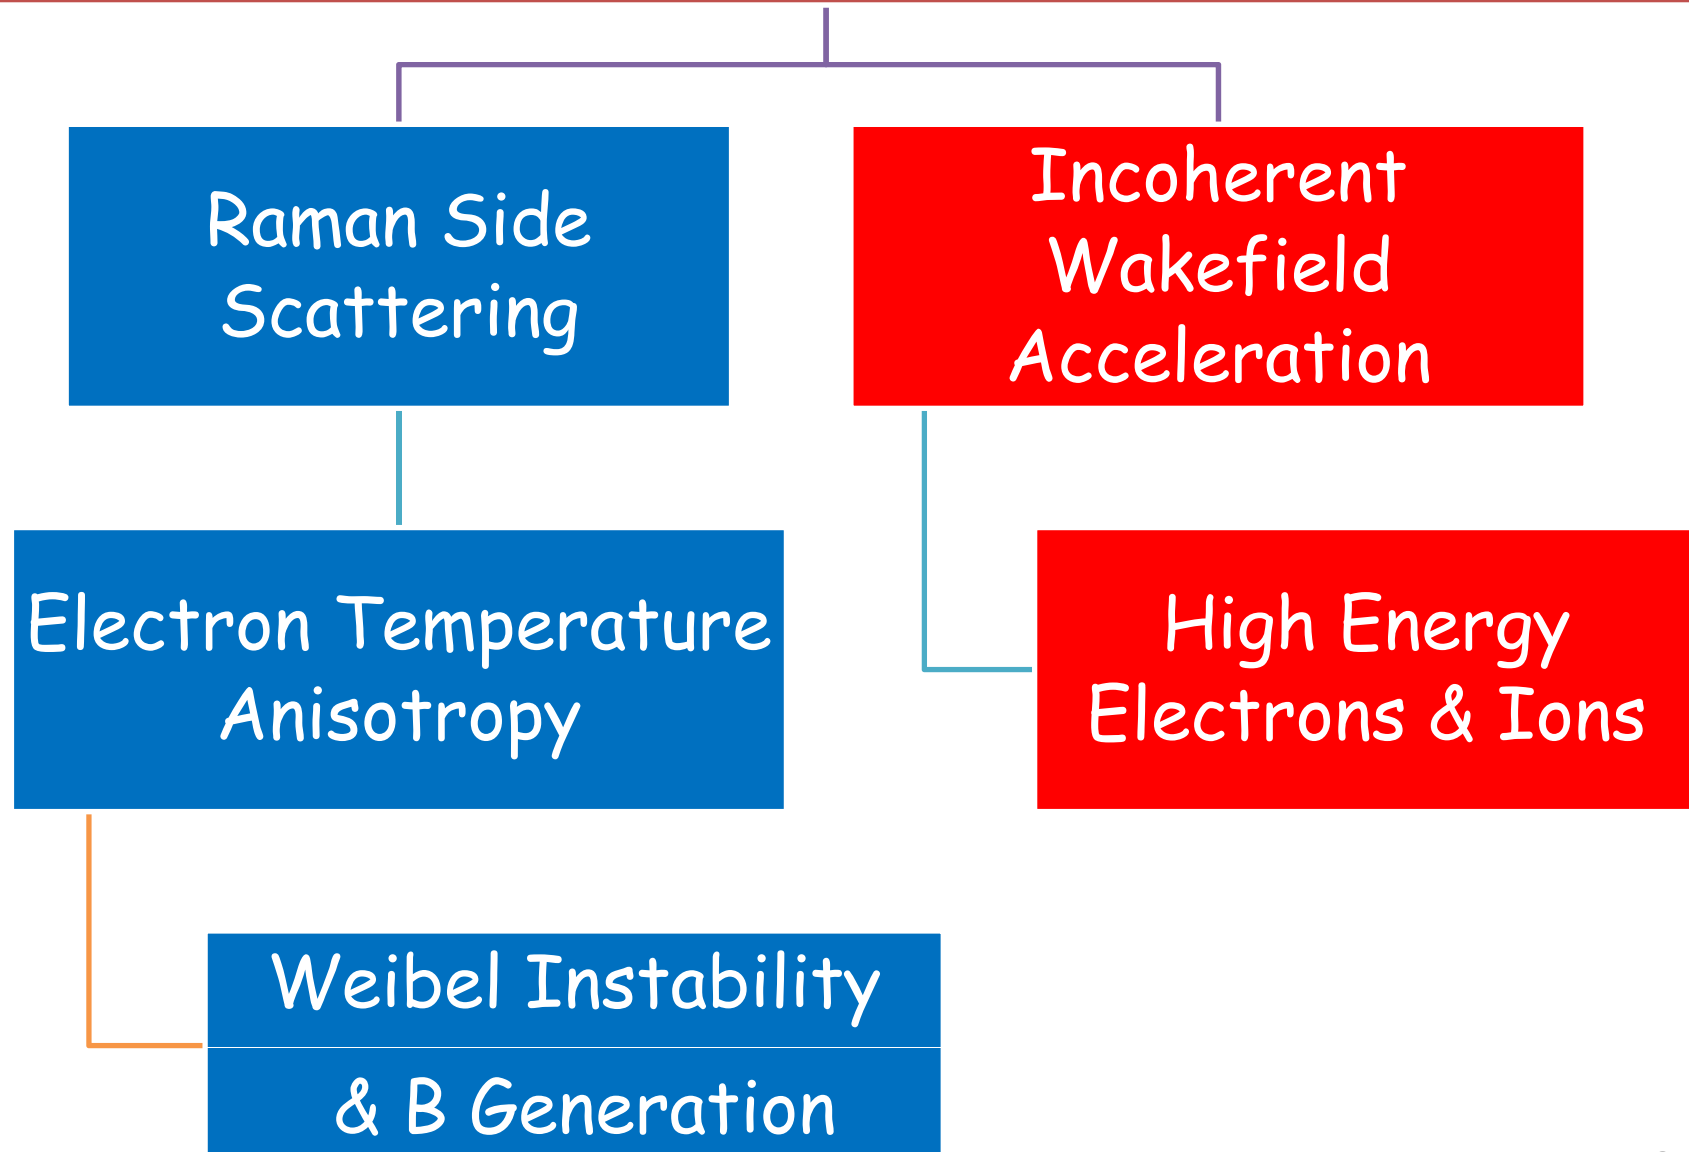 Raman Side
Scattering
Incoherent
Wakefield
Acceleration
Electron Temperature
Anisotropy
High Energy
Electrons & Ions
Weibel Instability
& B Generation